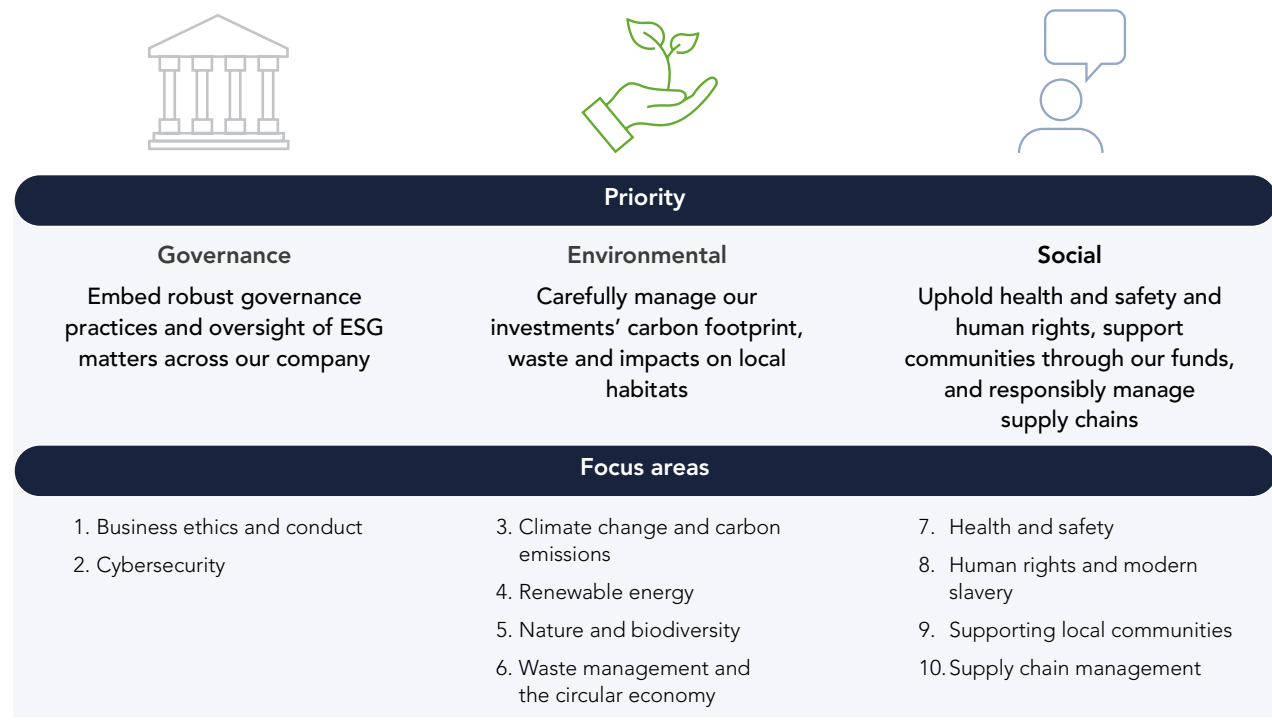 Priority
Governance
Embed robust governance
practices and oversight of ESG
matters across our company
Environmental
Carefully manage our
investments’ carbon footprint,
waste and impacts on local
habitats
Social
Uphold health and safety and
human rights, support
communities through our funds,
and responsibly manage
supply chains
Focus areas
1. Business ethics and conduct
2. Cybersecurity
3. Climate change and carbon
emissions
4. Renewable energy
5. Nature and biodiversity
6. Waste management and
the circular economy
7. Health and safety
8. Human rights and modern
slavery
9. Supporting local communities
10. Supply chain management